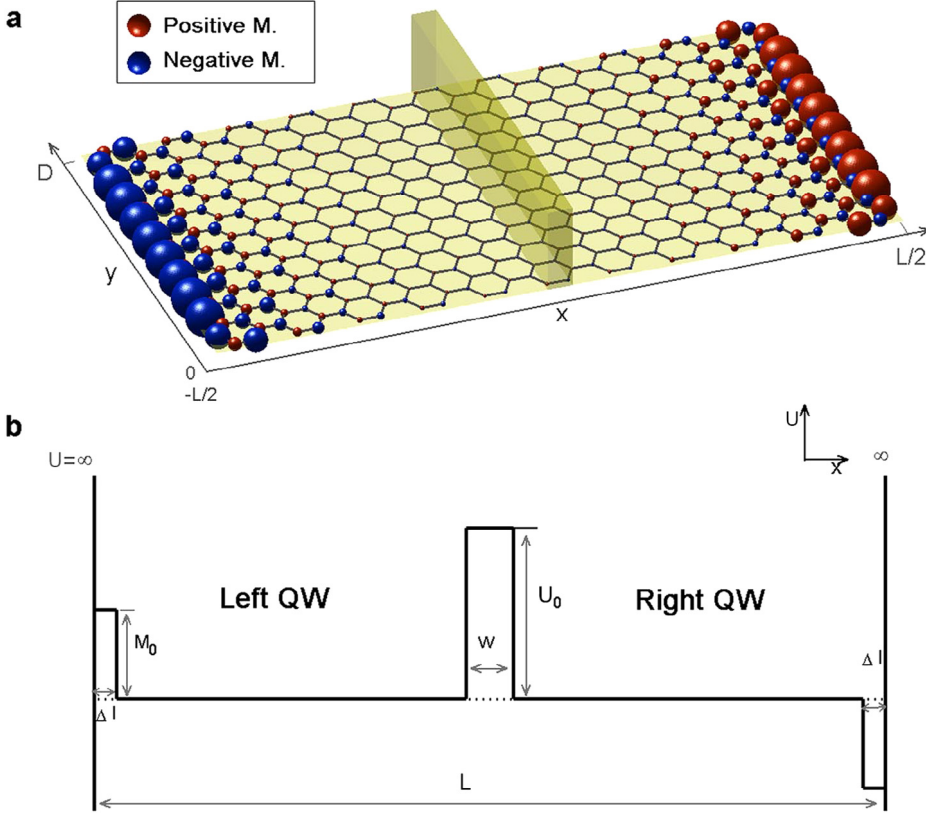 a
Positive M.
Negative M.
D
y
0
-L/2
x
L/2
b
U
x
U=∞
∞
Left QW
Right QW
M₀
U₀
w
Δ l
Δ l
L